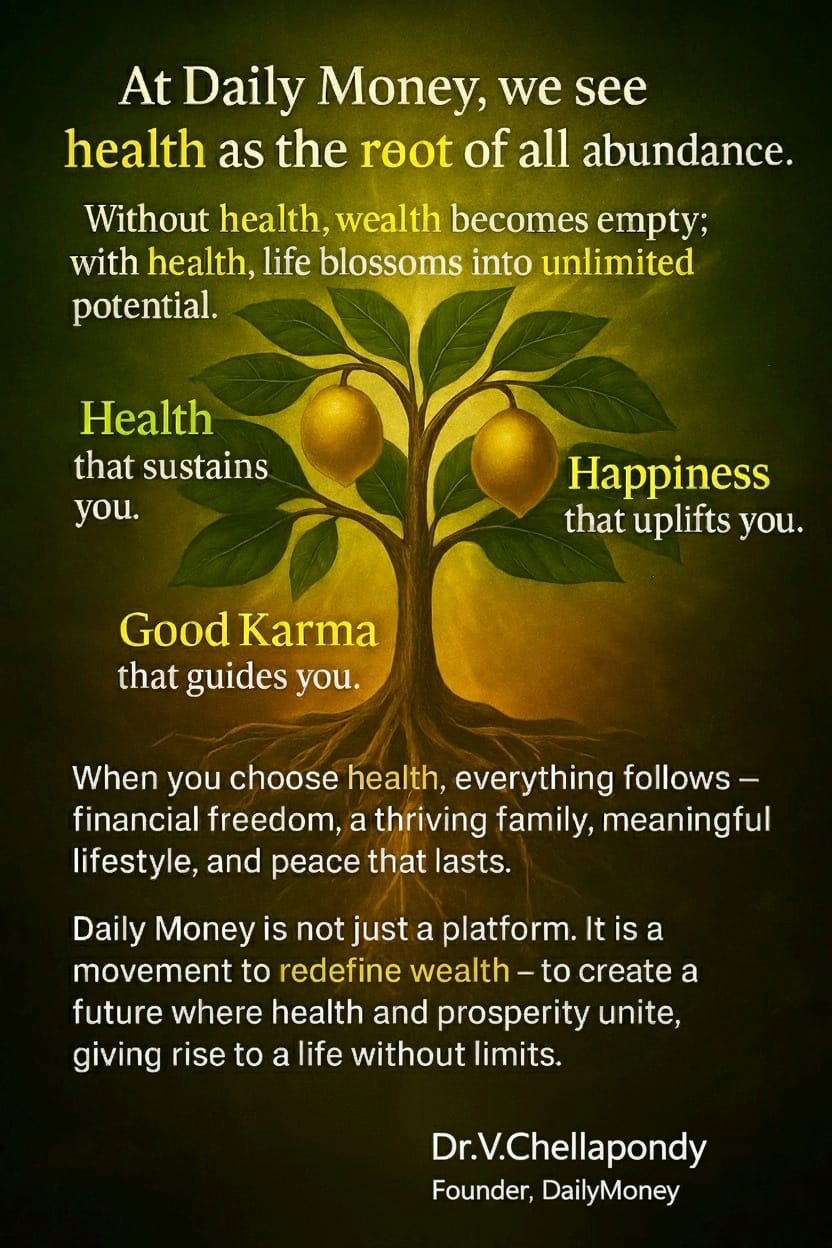 At Daily Money, we see
health as the root of all abundance.
Without health, wealth becomes empty;
with health, life blossoms into unlimited
potential.
Health
that sustains
you.
Happiness
that uplifts you.
Good Karma
that guides you.
When you choose health, everything follows –
financial freedom, a thriving family, meaningful
lifestyle, and peace that lasts.
Daily Money is not just a platform. It is a
movement to redefine wealth – to create a
future where health and prosperity unite,
giving rise to a life without limits.
Dr.V.Chellapondy
Founder, DailyMoney